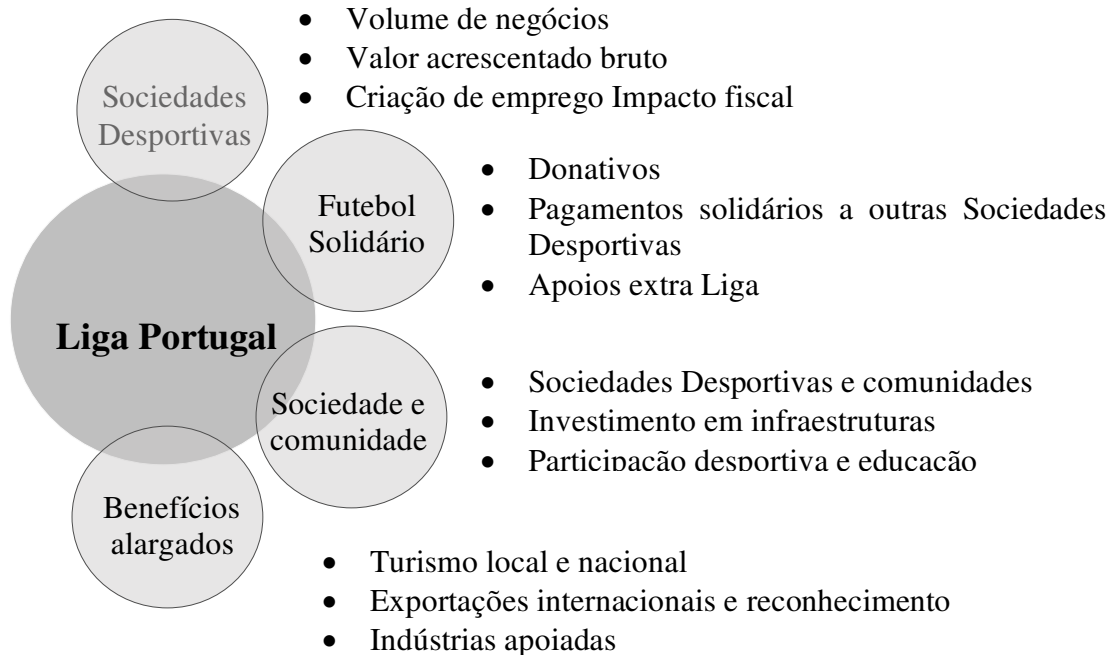 • Volume de negócios
• Valor acrescentado bruto
• Criação de emprego Impacto fiscal
Sociedades
Desportivas
• Donativos
• Pagamentos solidários a outras Sociedades
Desportivas
• Apoios extra Liga
Futebol
Solidário
Liga Portugal
• Sociedades Desportivas e comunidades
• Investimento em infraestruturas
• Participação desportiva e educação
Sociedade e
comunidade
Benefícios
alargados
• Turismo local e nacional
• Exportações internacionais e reconhecimento
• Indústrias apoiadas